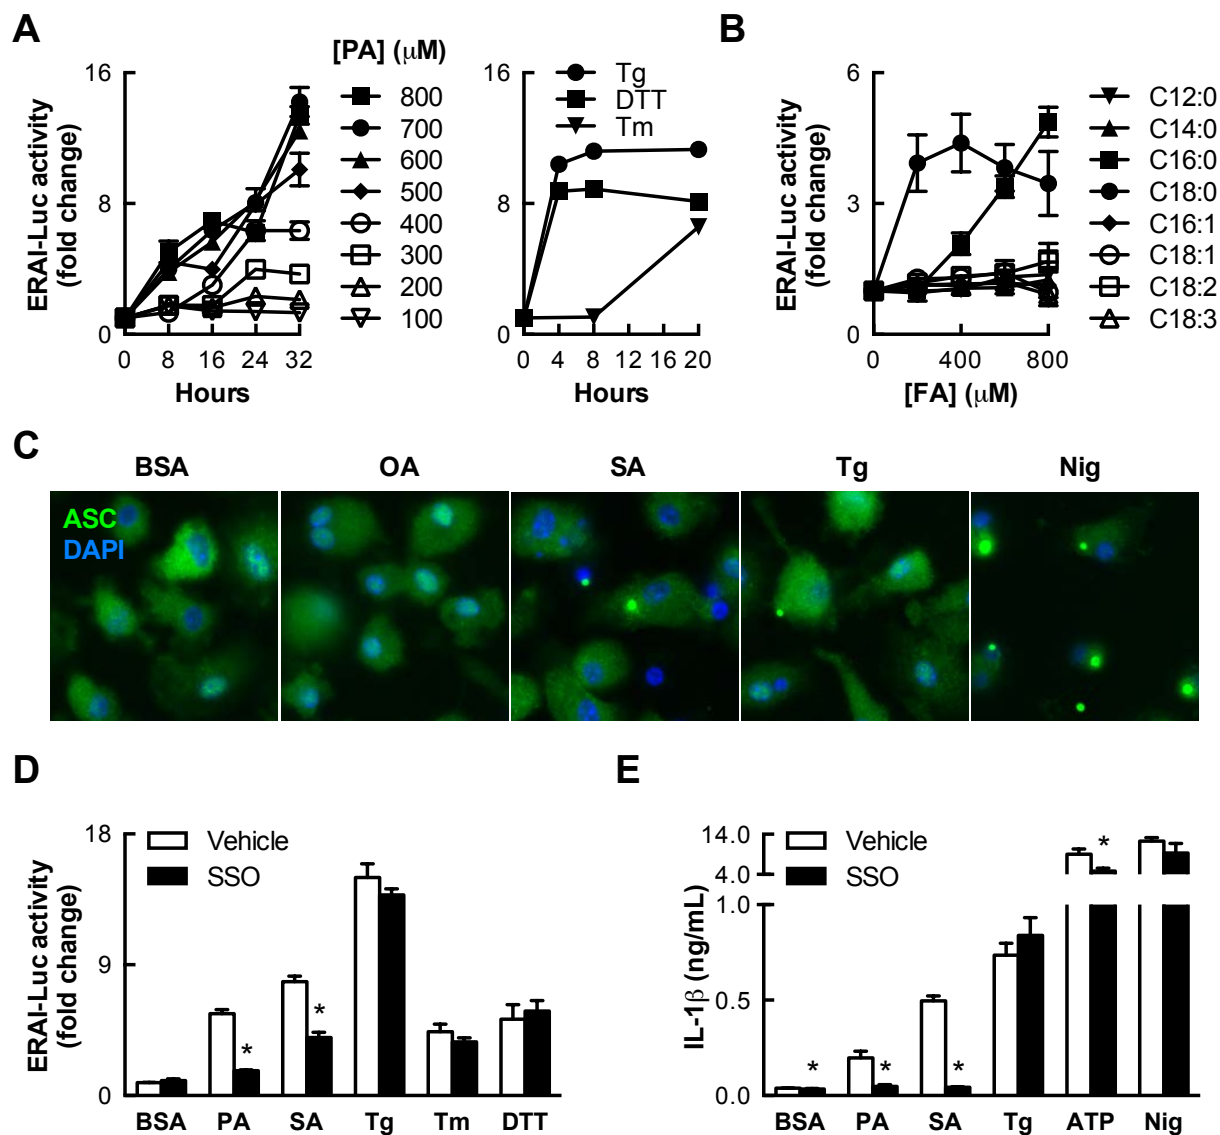 A
[PA] (μM)
ERAI-Luc activity
(fold change)
16
8
0
0 8 16 24 32
Hours
800
700
600
500
400
300
200
100
16
8
0
0 4 8 12 16 20
Hours
Tg
DTT
Tm
B
ERAI-Luc activity
(fold change)
6
3
0
0 400 800
[FA] (μM)
C12:0
C14:0
C16:0
C18:0
C16:1
C18:1
C18:2
C18:3
C
BSA OA SA Tg Nig
ASC
DAPI
D
ERAI-Luc activity
(fold change)
18
9
0
Vehicle
SSO
* *
BSA PA SA Tg Tm DTT
E
IL-1β (ng/mL)
14.0
4.0
1.0
0.5
0.0
Vehicle
SSO
* * * *
BSA PA SA Tg ATP Nig